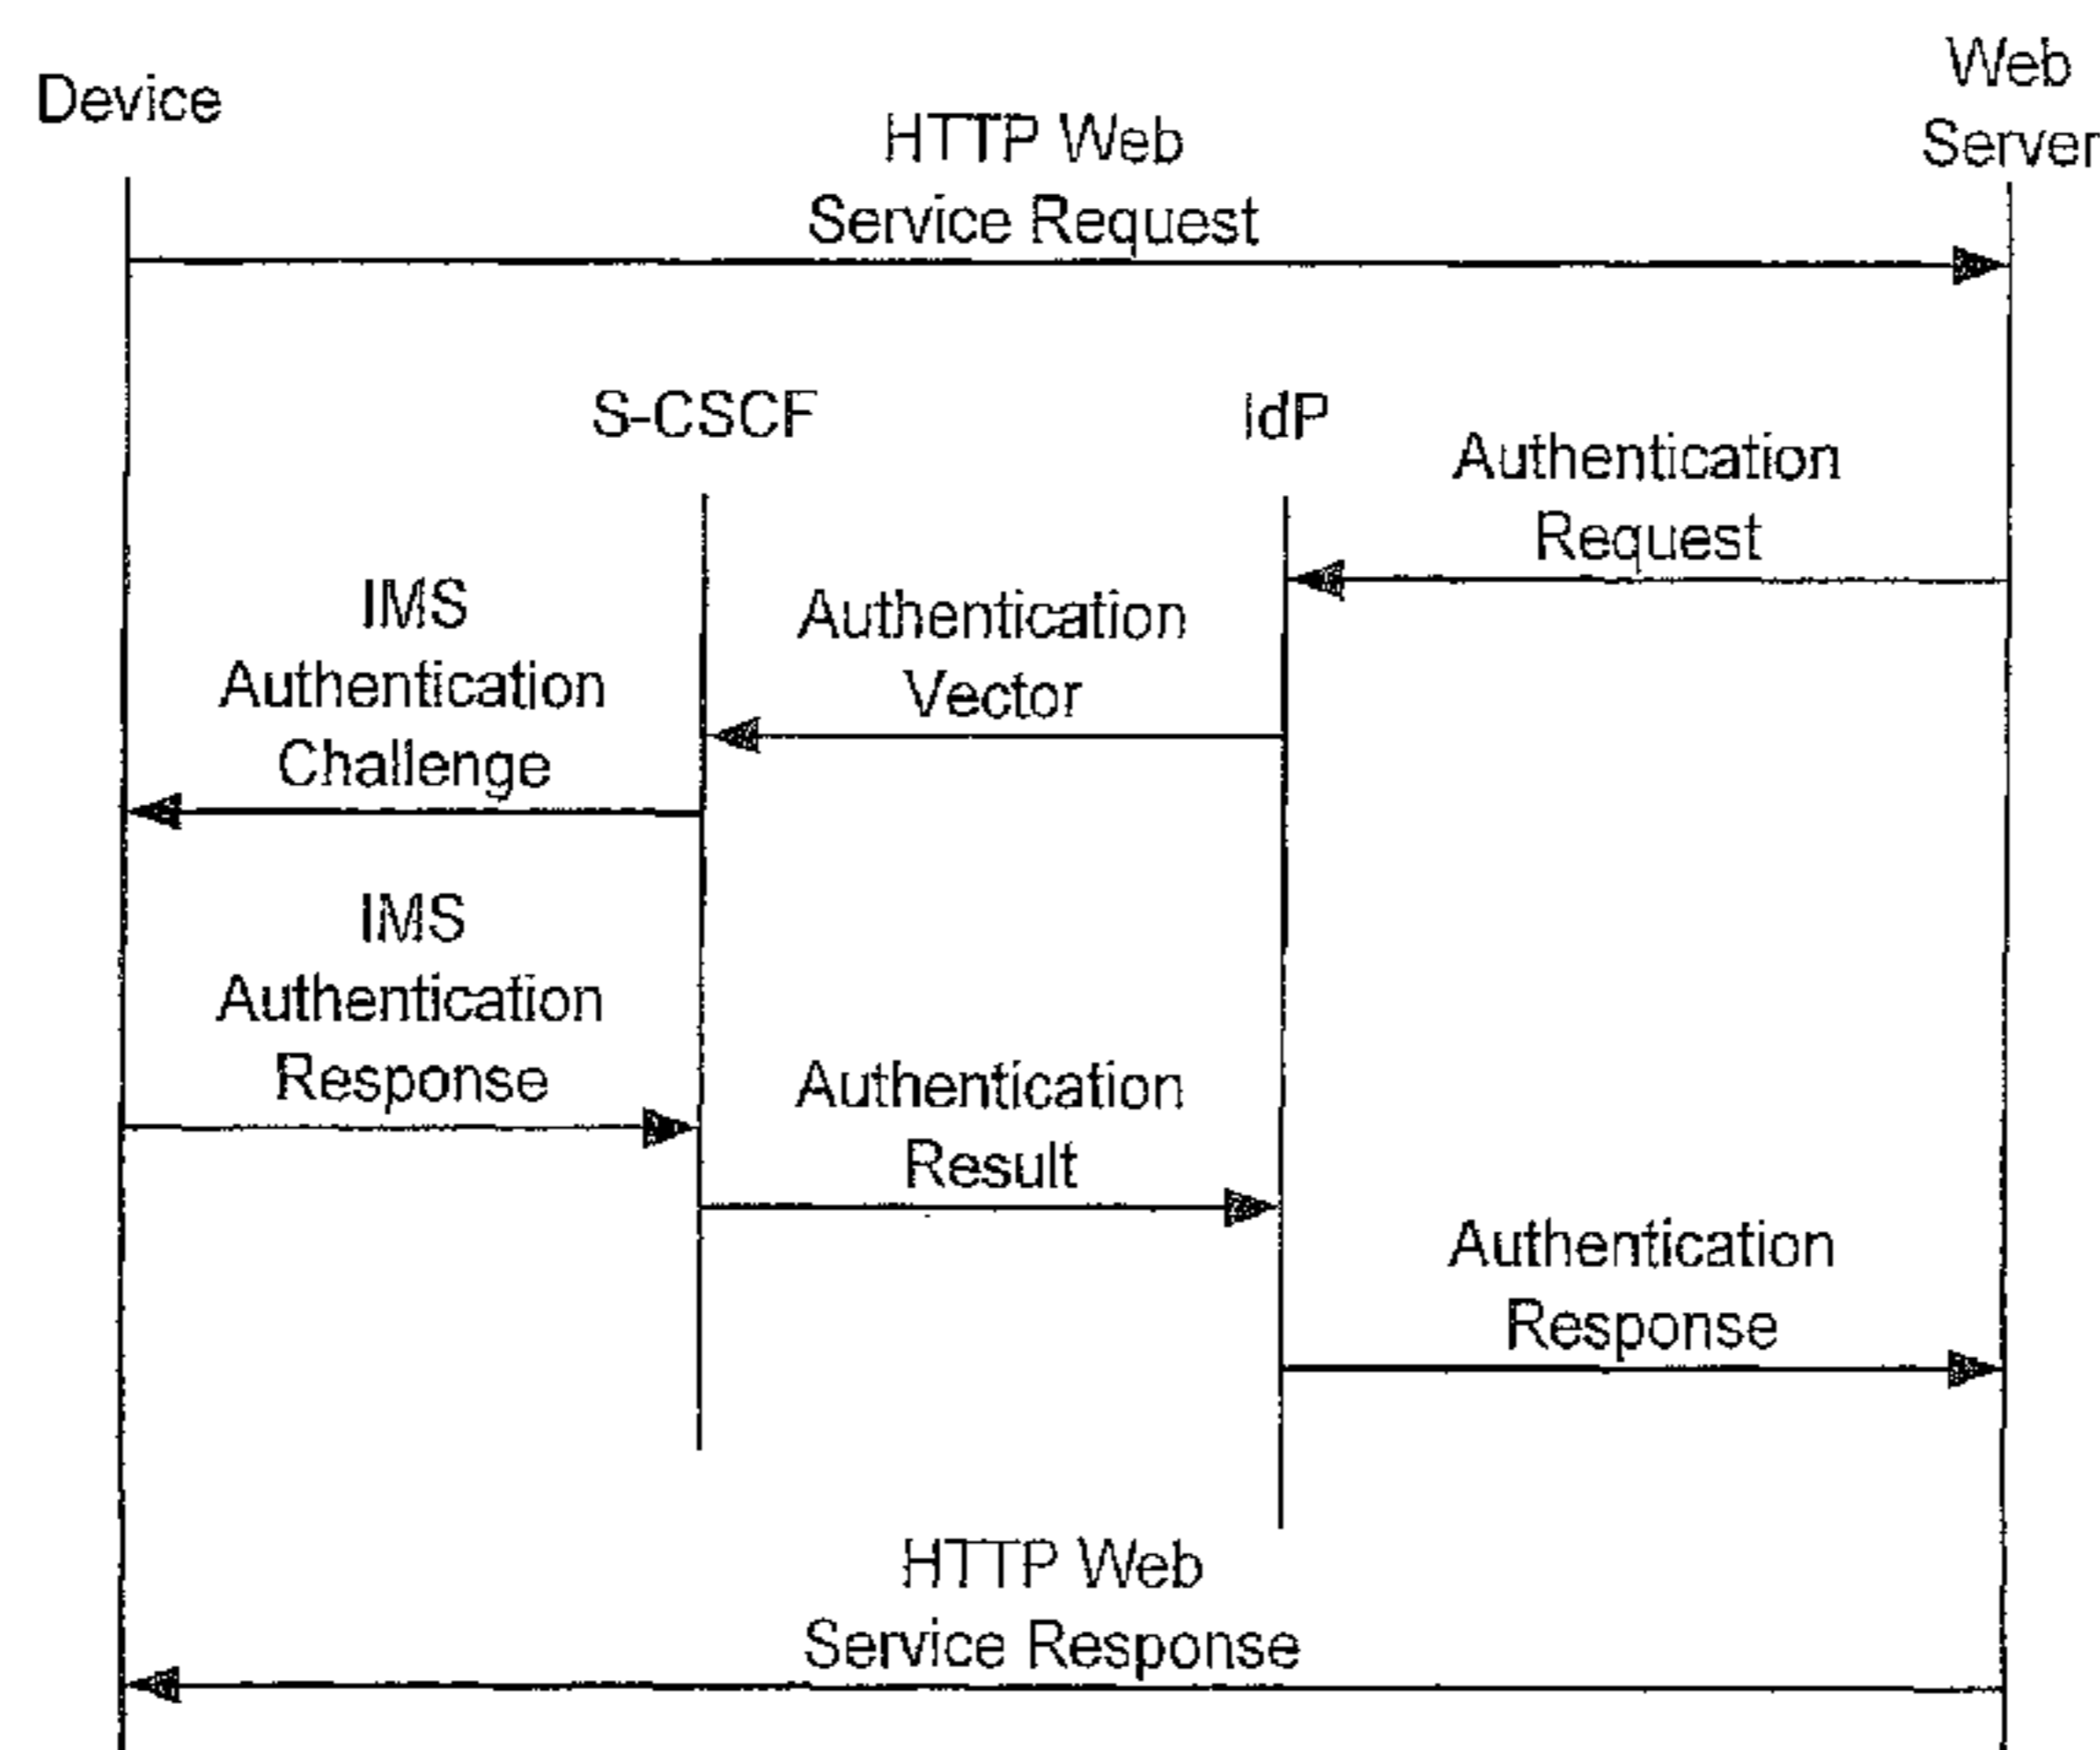 Device
Web
Server
HTTP Web
Service Request
S-CSCF
IdP
Authentication
Request
Authentication
Vector
IMS
Authentication
Challenge
IMS
Authentication
Response
Authentication
Result
Authentication
Response
HTTP Web
Service Response